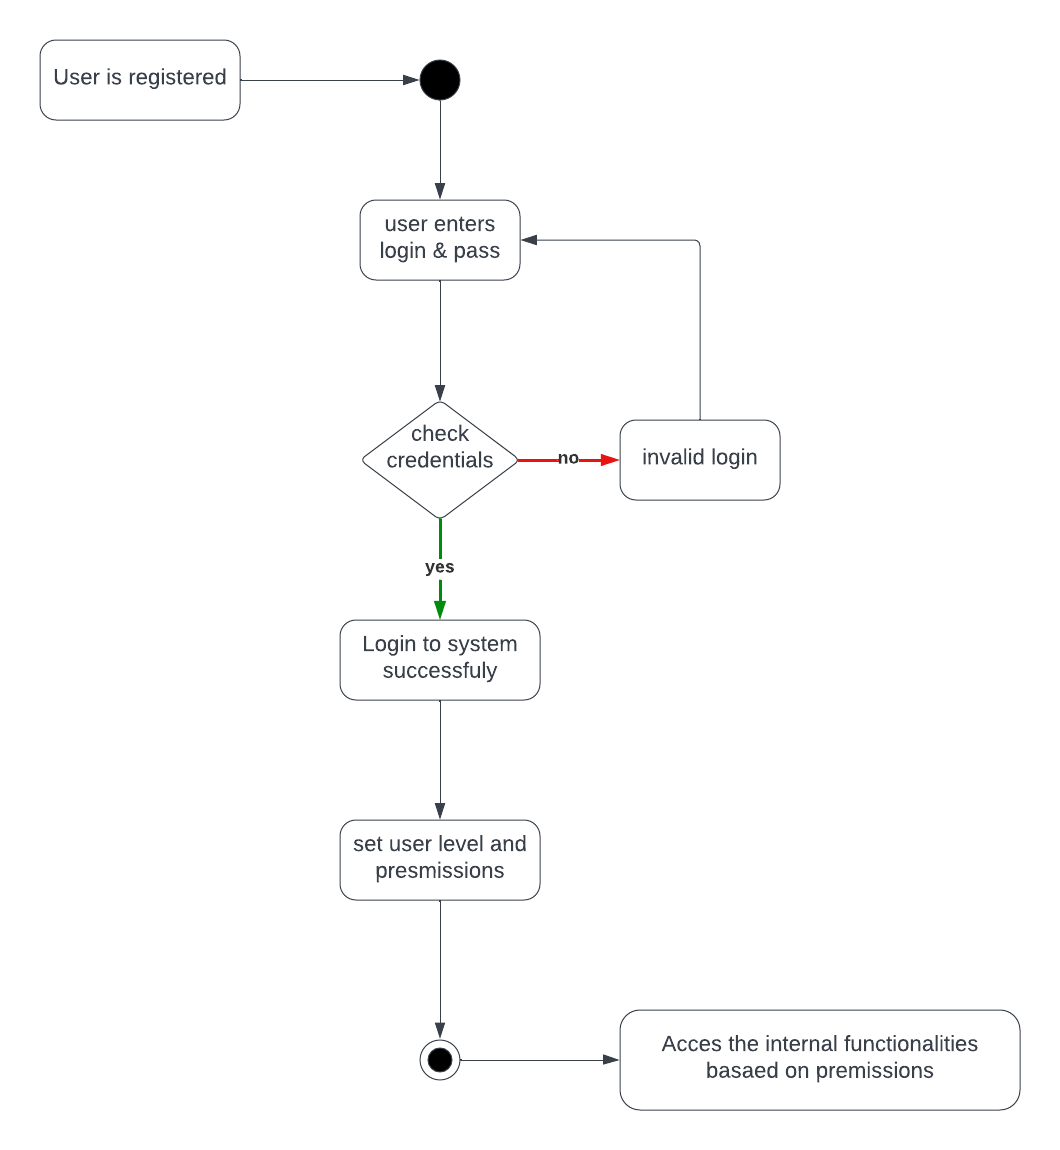 User is registered
user enters
login & pass
check
credentials
no
invalid login
yes
Login to system
successfuly
set user level and
presmissions
Acces the internal functionalities
basaed on premissions